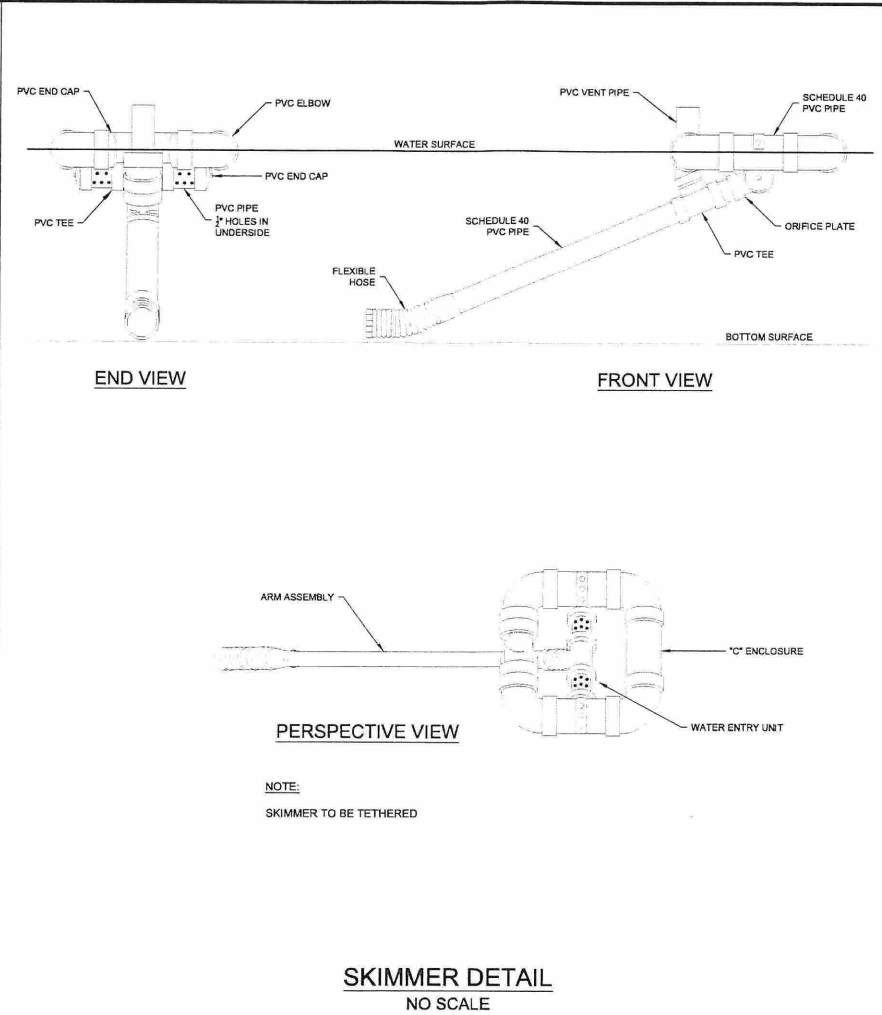 PVC END CAP
PVC ELBOW
PVC END CAP
PVC TEE
PVC PIPE
½" HOLES IN
UNDERSIDE
WATER SURFACE
PVC VENT PIPE
SCHEDULE 40
PVC PIPE
SCHEDULE 40
PVC PIPE
ORIFICE PLATE
PVC TEE
FLEXIBLE
HOSE
BOTTOM SURFACE
END VIEW
FRONT VIEW
ARM ASSEMBLY
"C" ENCLOSURE
WATER ENTRY UNIT
PERSPECTIVE VIEW
NOTE:
SKIMMER TO BE TETHERED
SKIMMER DETAIL
NO SCALE